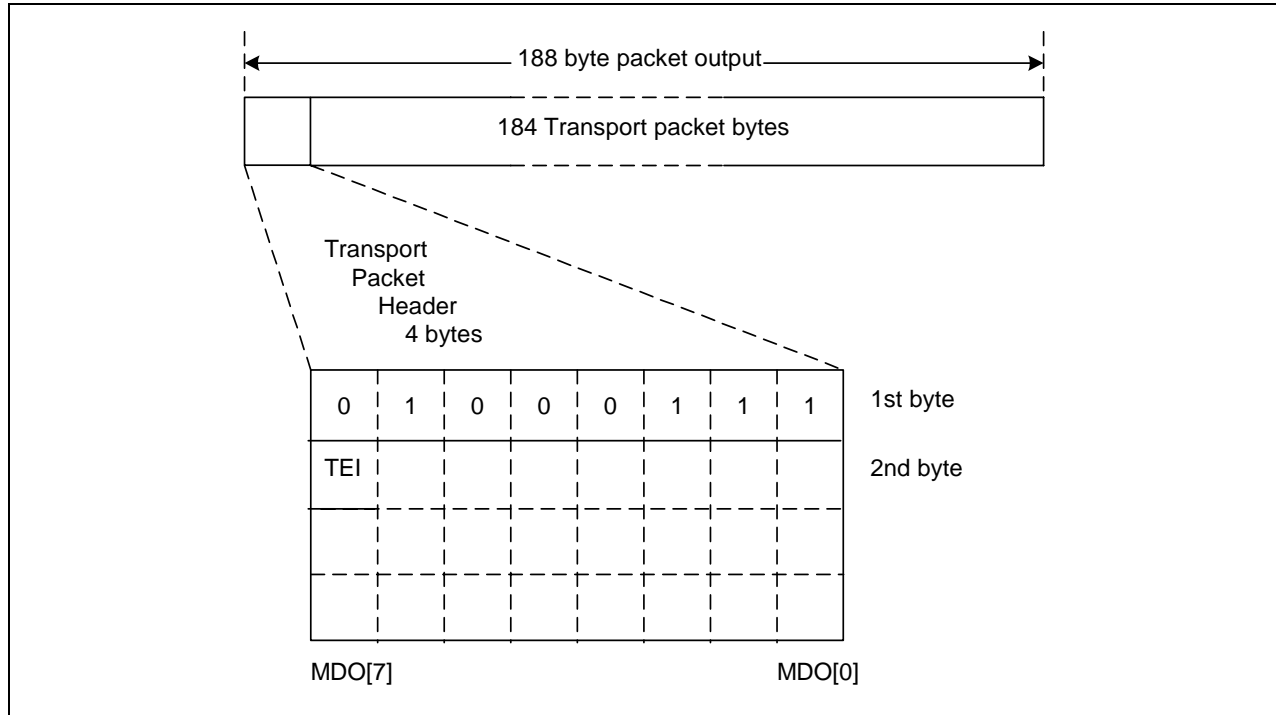 188 byte packet output
184 Transport packet bytes
Transport
Packet
Header
4 bytes
0 1 0 0 0 1 1 1 1st byte
TEI 2nd byte
MDO[7] MDO[0]